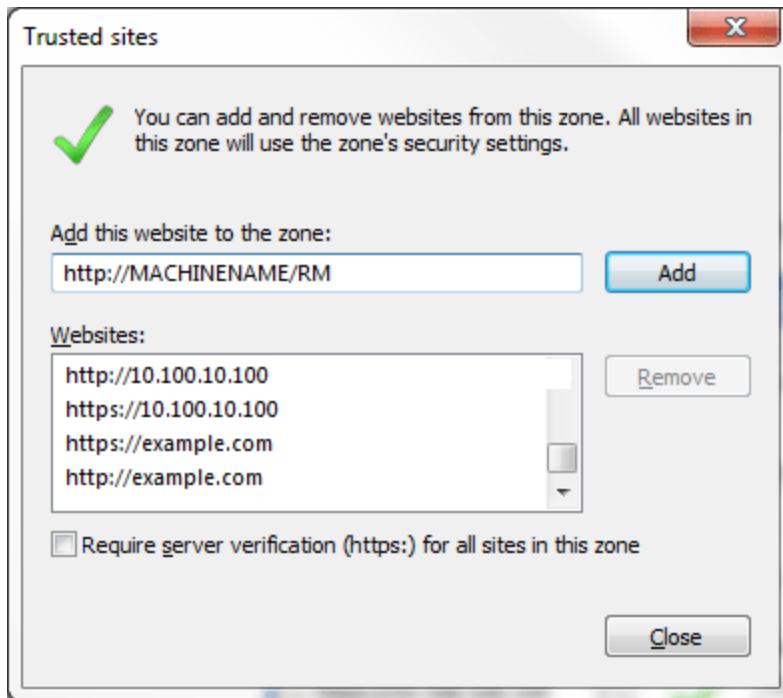 Trusted sites
You can add and remove websites from this zone. All websites in
this zone will use the zone's security settings.
Add this website to the zone:
http://MACHINENAME/RM
Add
Websites:
http://10.100.10.100
https://10.100.10.100
https://example.com
http://example.com
Remove
Require server verification (https:) for all sites in this zone
Close